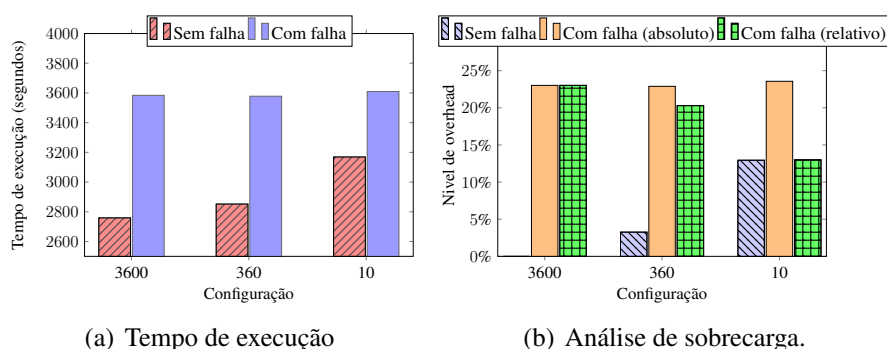 Sem falha Com falha
Tempo de execução (segundos)
4000
3800
3600
3400
3200
3000
2800
2600
3600 360 10
Configuração
(a) Tempo de execução
Sem falha Com falha (absoluto) Com falha (relativo)
Nivel de overhead
25%
20%
15%
10%
5%
0%
3600 360 10
Configuração
(b) Análise de sobrecarga.